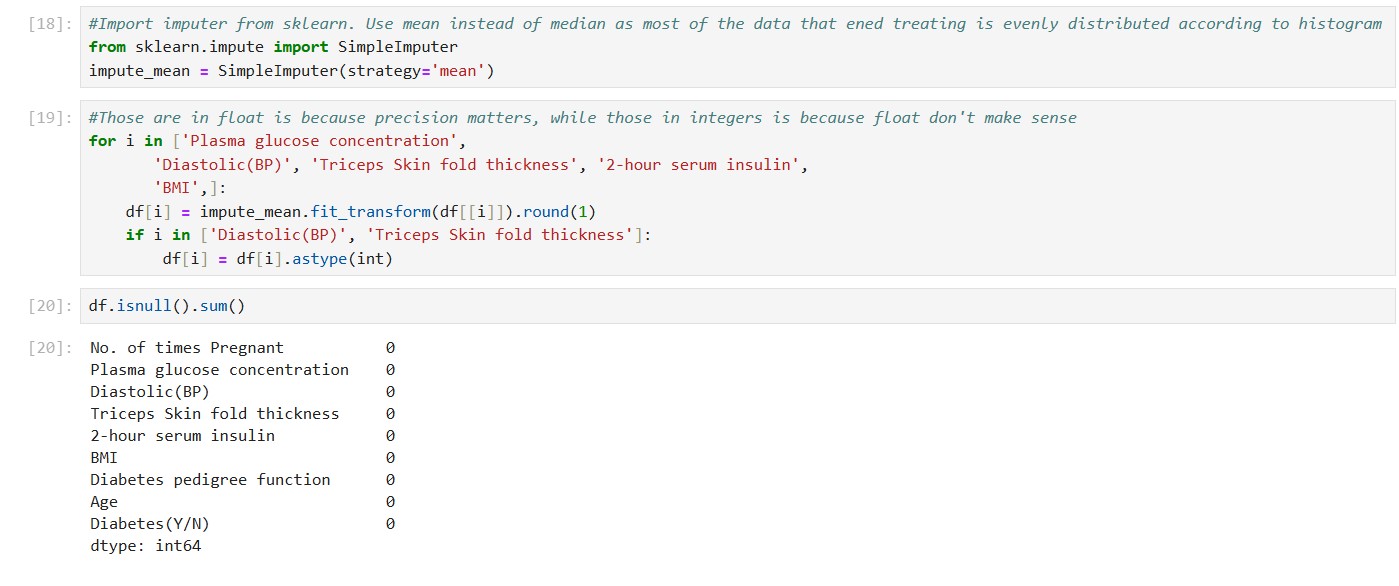 [18]: #Import imputer from sklearn. Use mean instead of median as most of the data that ened treating is evenly distributed according to histogram
from sklearn.impute import SimpleImputer
impute_mean = SimpleImputer(strategy='mean')
[19]: #Those are in float is because precision matters, while those in integers is because float don't make sense
for i in ['Plasma glucose concentration',
       'Diastolic(BP)', 'Triceps Skin fold thickness', '2-hour serum insulin',
       'BMI',]:
    df[i] = impute_mean.fit_transform(df[[i]]).round(1)
    if i in ['Diastolic(BP)', 'Triceps Skin fold thickness']:
        df[i] = df[i].astype(int)
[20]: df.isnull().sum()
[20]: No. of times Pregnant           0
Plasma glucose concentration    0
Diastolic(BP)                   0
Triceps Skin fold thickness     0
2-hour serum insulin            0
BMI                             0
Diabetes pedigree function      0
Age                             0
Diabetes(Y/N)                   0
dtype: int64